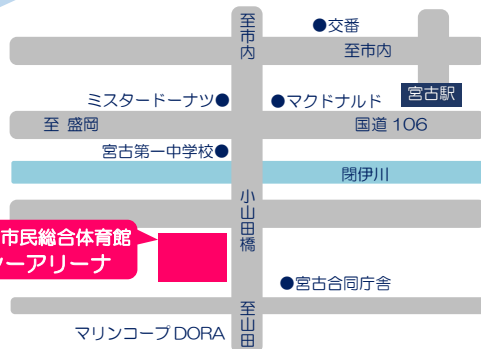 至市内
●交番
至市内
宮古駅
ミスタードーナツ●
●マクドナルド
至 盛岡
国道 106
宮古第一中学校●
閉伊川
小山田橋
市民総合体育館
ーアリーナ
●宮古合同庁舎
至山田
マリンコープ DORA